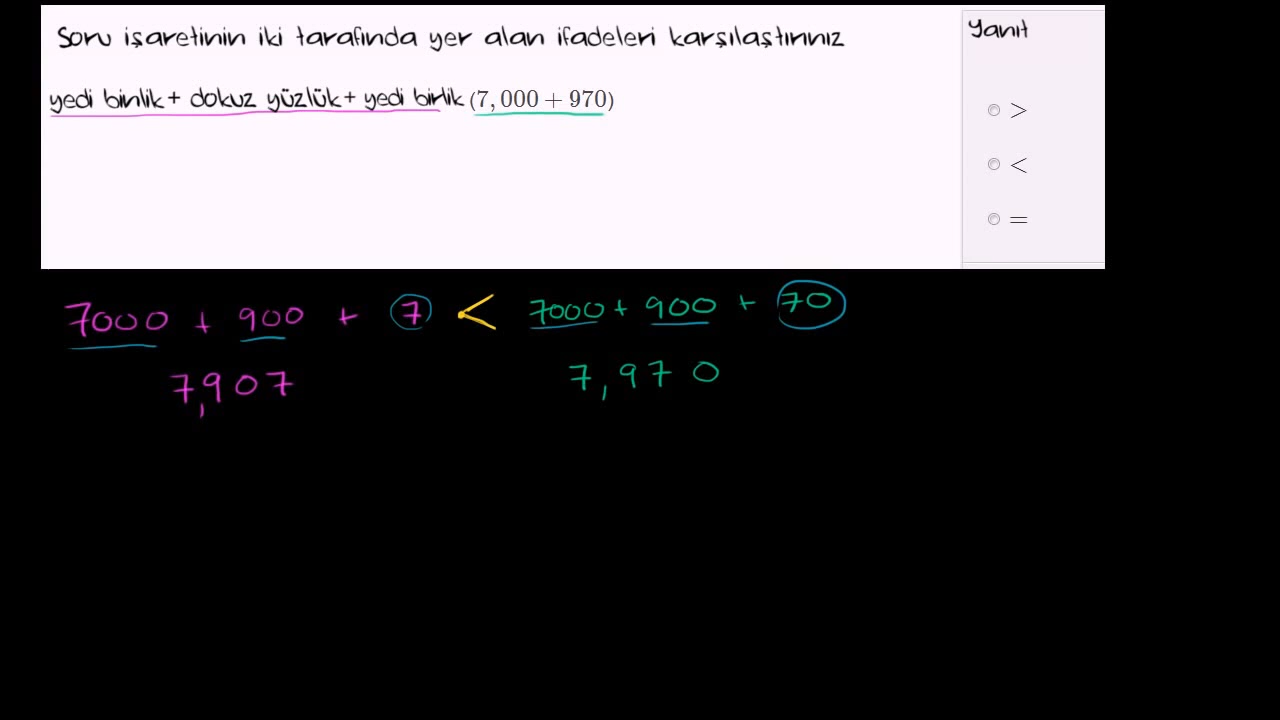 Soru işaretinin iki tarafında yer alan ifadeleri karşılaştırınız
yedi binlik + dokuz yüzlük + yedi birlik (7,000 + 970)
Yanıt
>
<
=
7000 + 900 + 7 < 7000 + 900 + 70
7,907 7,970